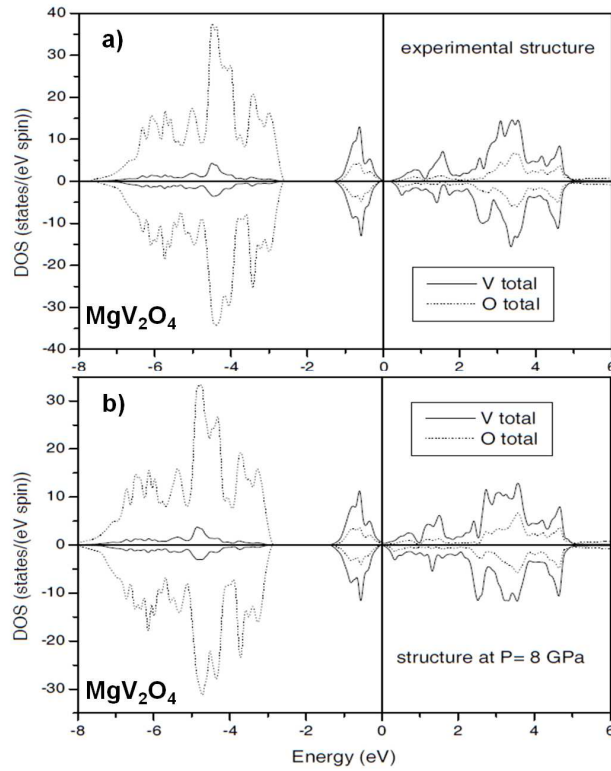 a)
experimental structure
40
30
20
10
0
-10
-20
-30
-40
DOS (states/(eV spin))
V total
O total
MgV2O4
-8 -6 -4 -2 0 2 4 6
b)
V total
O total
30
20
10
0
-10
-20
-30
DOS (states/(eV spin))
structure at P= 8 GPa
MgV2O4
-8 -6 -4 -2 0 2 4 6
Energy (eV)